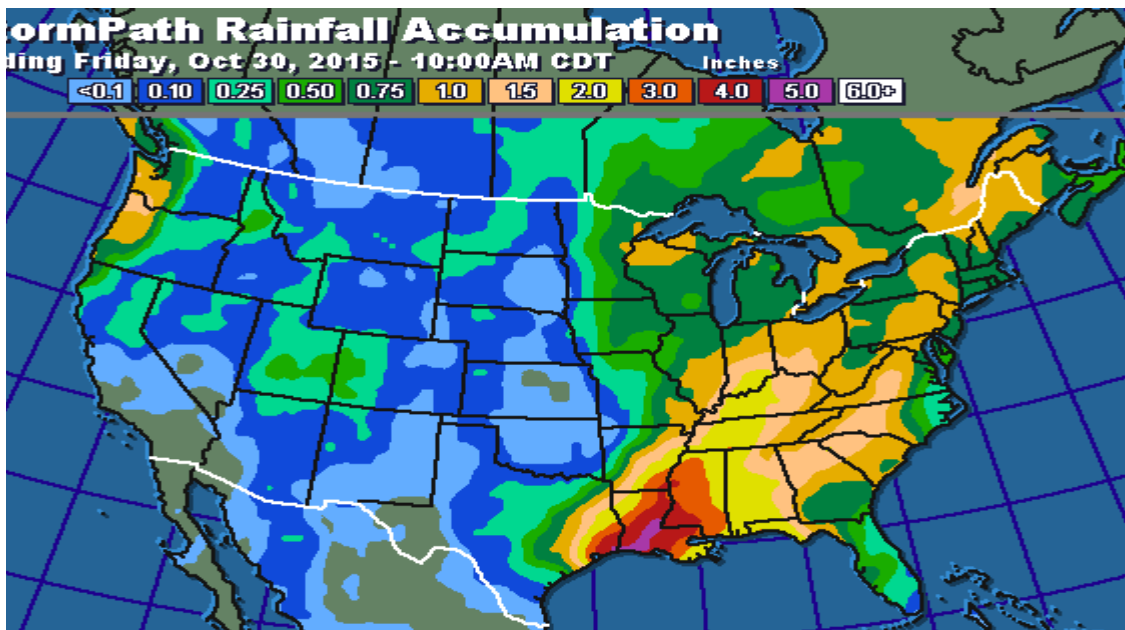 ormPath Rainfall Accumulation
ding Friday, Oct 30, 2015 - 10:00AM CDT Inches
<0.1 0.10 0.25 0.50 0.75 1.0 1.5 2.0 3.0 4.0 5.0 6.0+